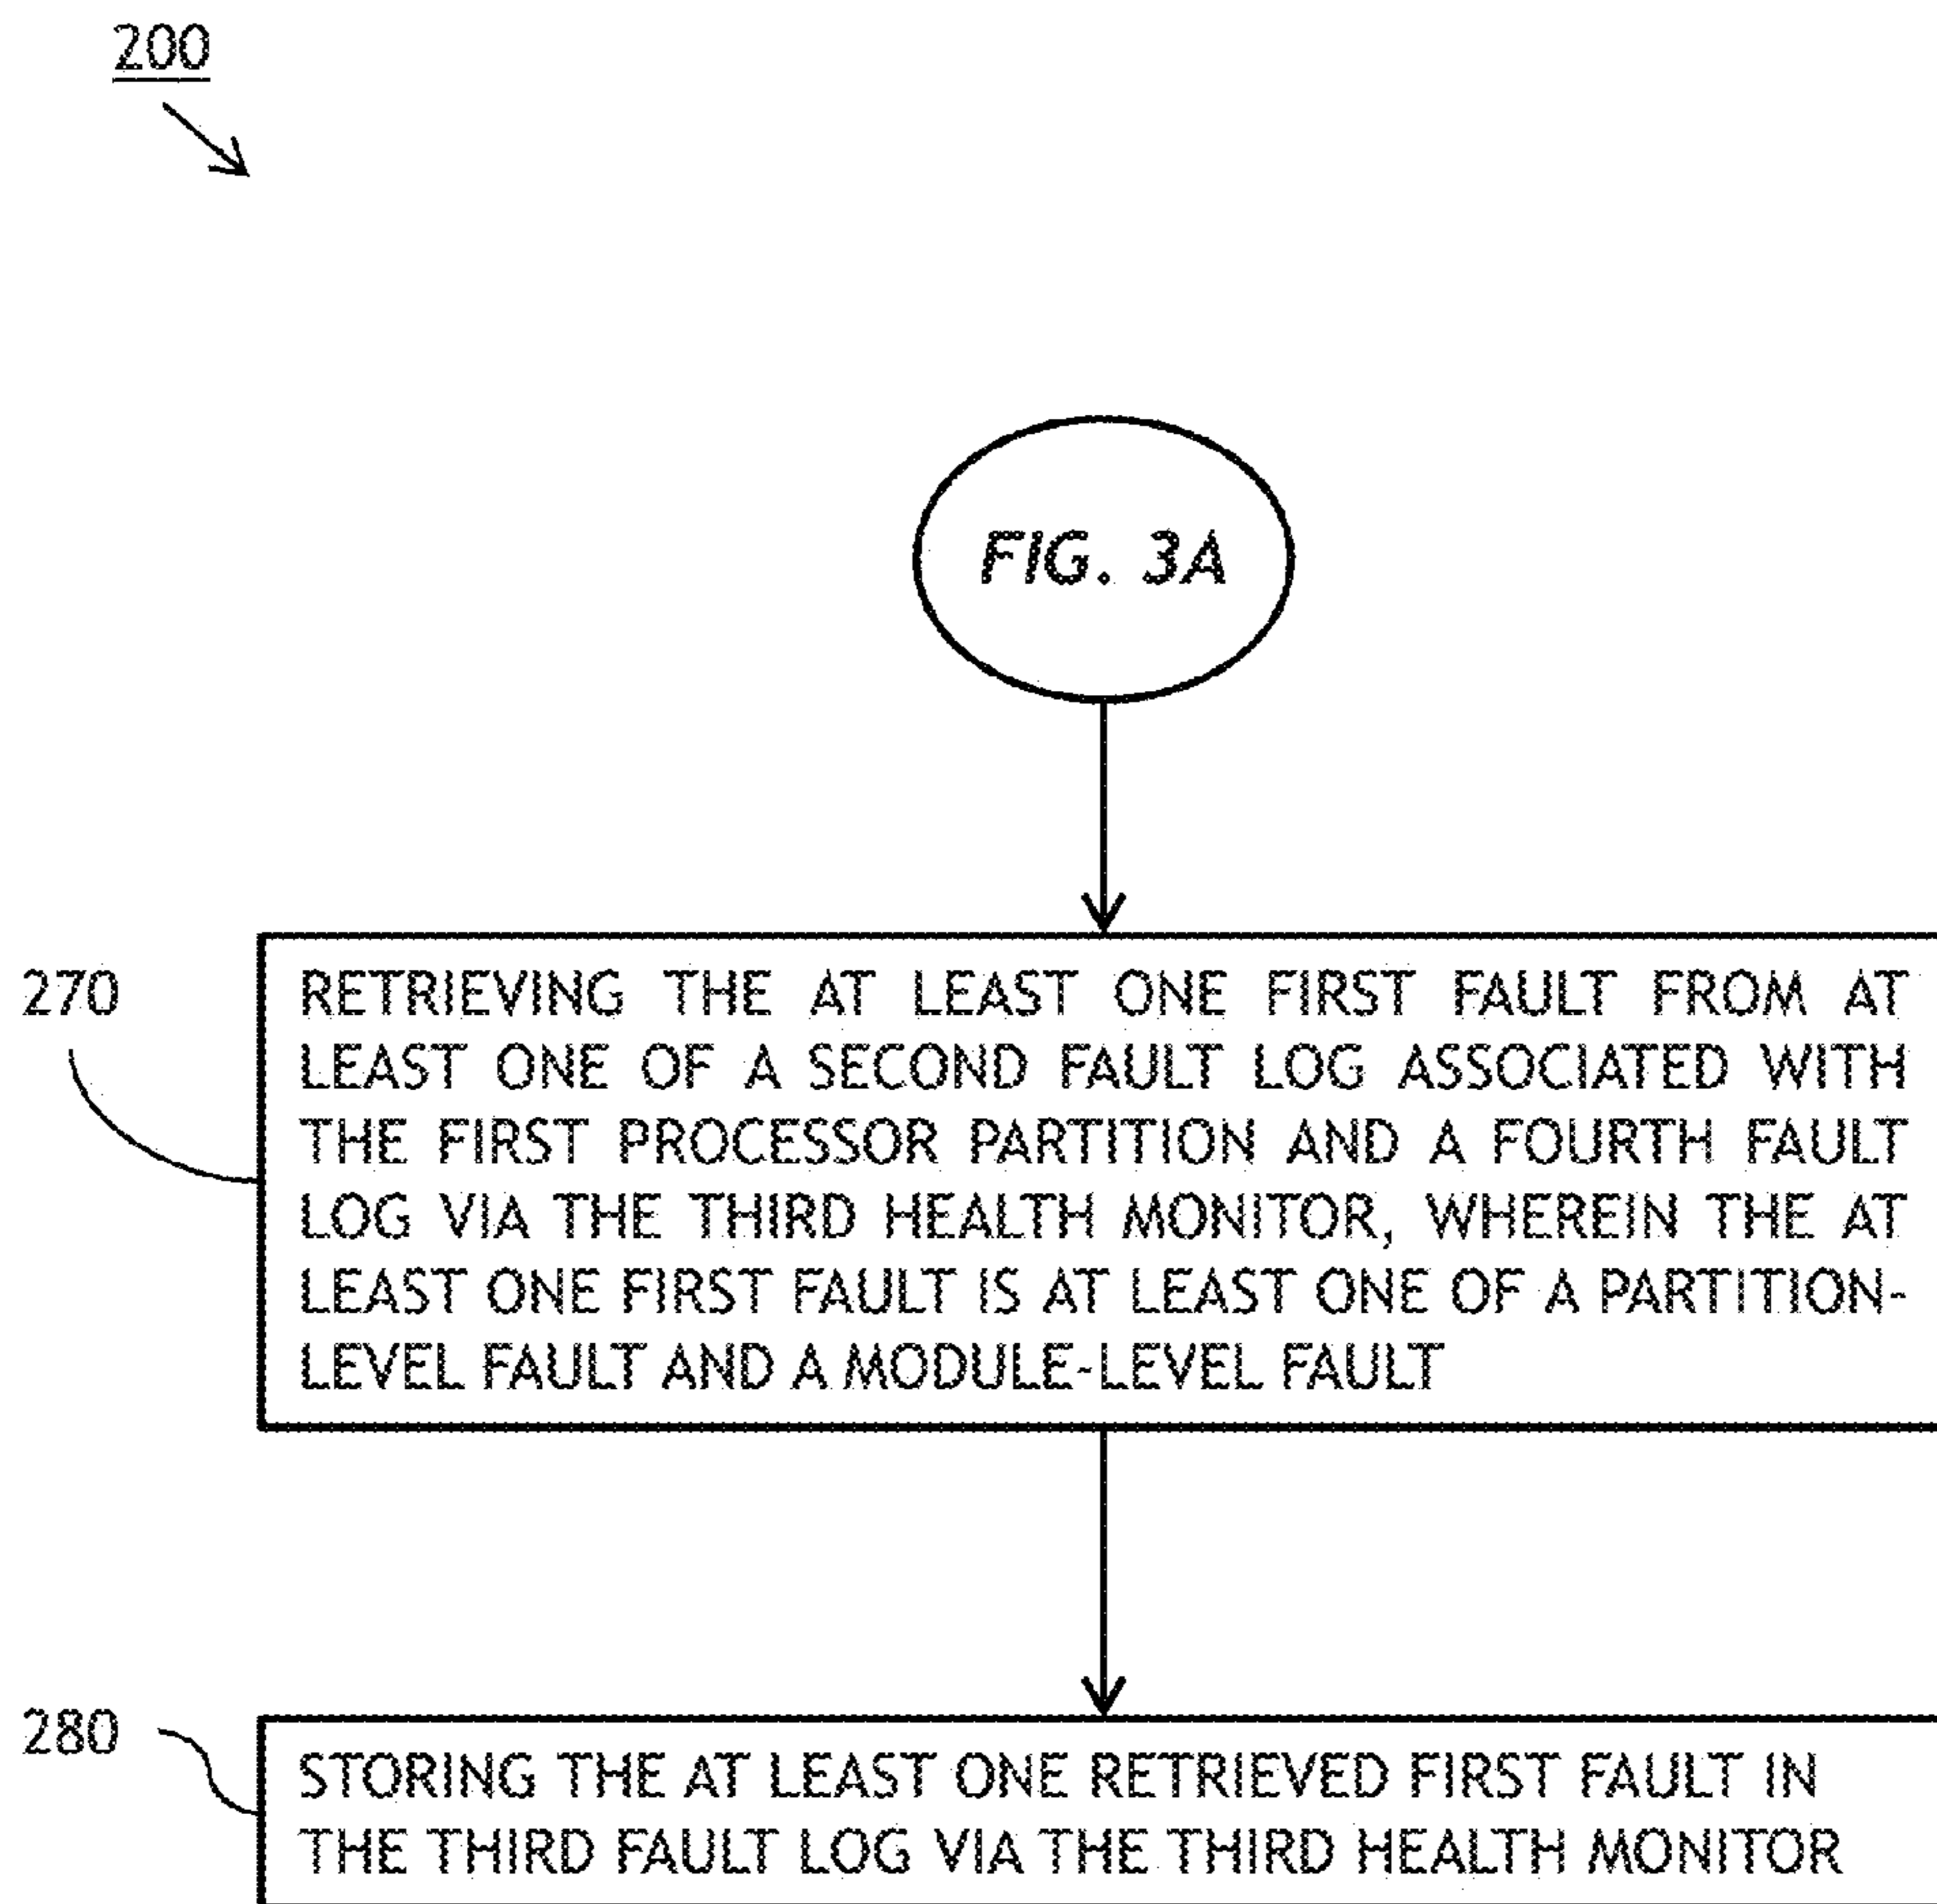 200
FIG. 3A
270
RETRIEVING THE AT LEAST ONE FIRST FAULT FROM AT
LEAST ONE OF A SECOND FAULT LOG ASSOCIATED WITH
THE FIRST PROCESSOR PARTITION AND A FOURTH FAULT
LOG VIA THE THIRD HEALTH MONITOR, WHEREIN THE AT
LEAST ONE FIRST FAULT IS AT LEAST ONE OF A PARTITION-
LEVEL FAULT AND A MODULE-LEVEL FAULT
280
STORING THE AT LEAST ONE RETRIEVED FIRST FAULT IN
THE THIRD FAULT LOG VIA THE THIRD HEALTH MONITOR